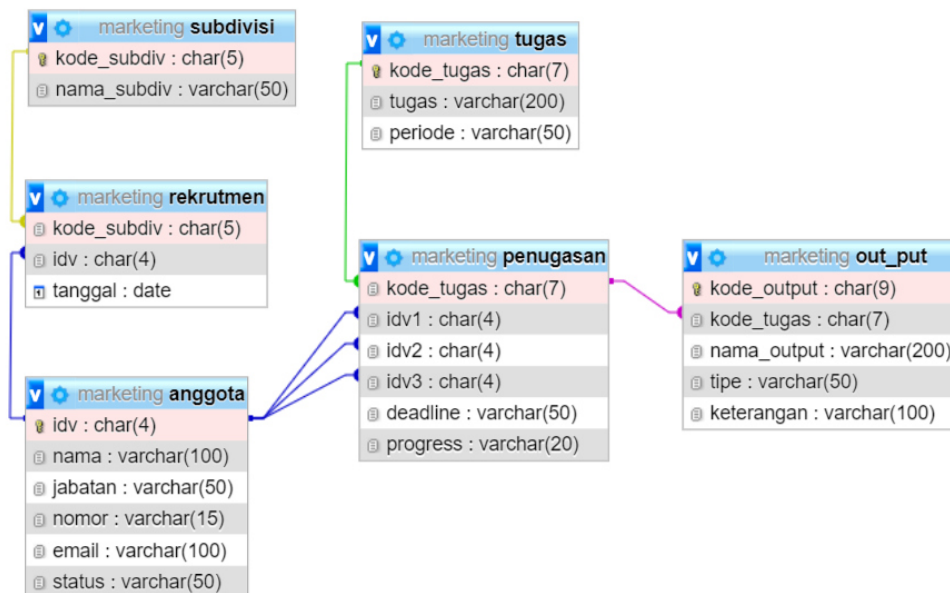 marketing subdivisi
kode_subdiv : char(5)
nama_subdiv : varchar(50)
marketing tugas
kode_tugas : char(7)
tugas : varchar(200)
periode : varchar(50)
marketing rekrutmen
kode_subdiv : char(5)
idv : char(4)
tanggal : date
marketing penugasan
kode_tugas : char(7)
idv1 : char(4)
idv2 : char(4)
idv3 : char(4)
deadline : varchar(50)
progress : varchar(20)
marketing out_put
kode_output : char(9)
kode_tugas : char(7)
nama_output : varchar(200)
tipe : varchar(50)
keterangan : varchar(100)
marketing anggota
idv : char(4)
nama : varchar(100)
jabatan : varchar(50)
nomor : varchar(15)
email : varchar(100)
status : varchar(50)